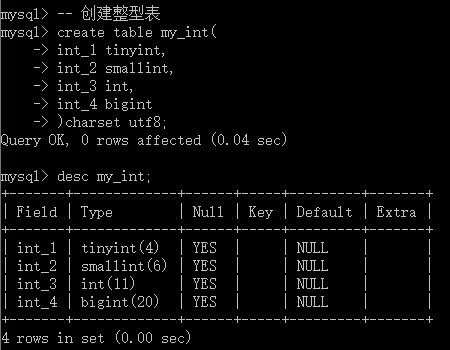 mysql> -- 创建整型表
mysql> create table my_int(
    -> int_1 tinyint,
    -> int_2 smallint,
    -> int_3 int,
    -> int_4 bigint
    -> )charset utf8;
Query OK, 0 rows affected (0.04 sec)

mysql> desc my_int;
+-------+-------------+------+-----+---------+-------+
| Field | Type        | Null | Key | Default | Extra |
+-------+-------------+------+-----+---------+-------+
| int_1 | tinyint(4)  | YES  |     | NULL    |       |
| int_2 | smallint(6) | YES  |     | NULL    |       |
| int_3 | int(11)     | YES  |     | NULL    |       |
| int_4 | bigint(20)  | YES  |     | NULL    |       |
+-------+-------------+------+-----+---------+-------+
4 rows in set (0.00 sec)